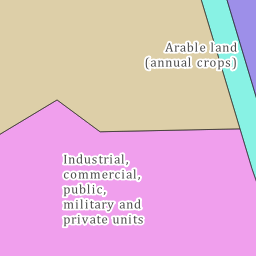 Arable land
(annual crops)
Industrial,
commercial,
public,
military and
private units